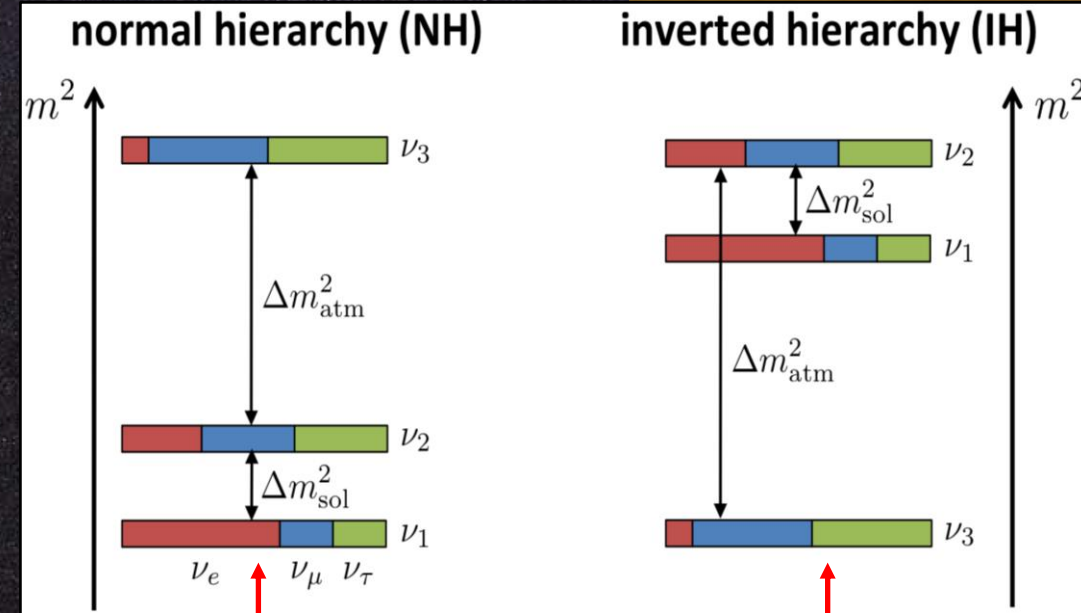 normal hierarchy (NH)
m²
ν₃
Δm²atm
ν₂
Δm²sol
ν₁
νe νμ ντ
inverted hierarchy (IH)
m²
ν₂
Δm²sol
ν₁
Δm²atm
ν₃